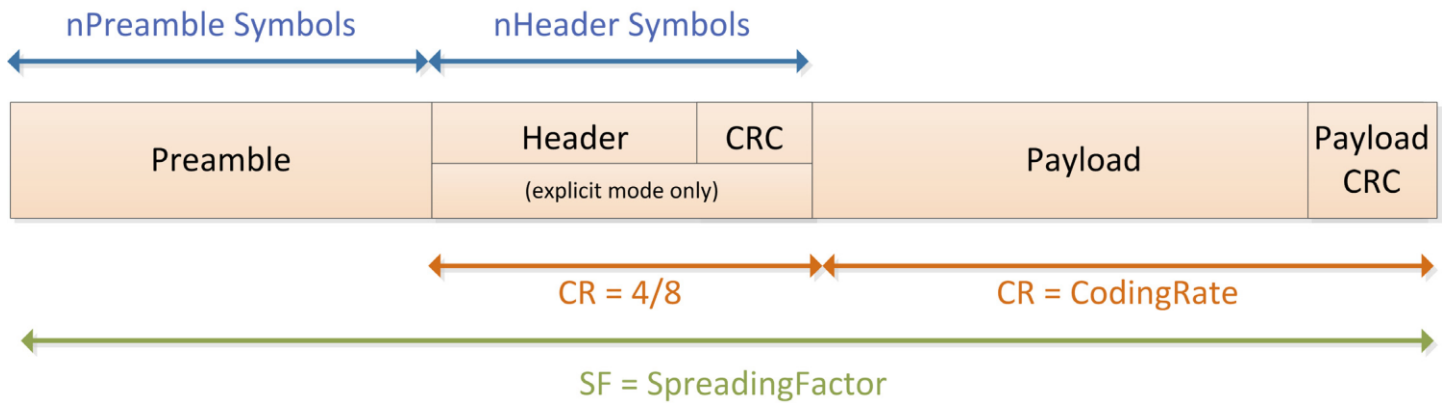 nPreamble Symbols
nHeader Symbols
Preamble
Header
CRC
(explicit mode only)
Payload
Payload
CRC
CR = 4/8
CR = CodingRate
SF = SpreadingFactor